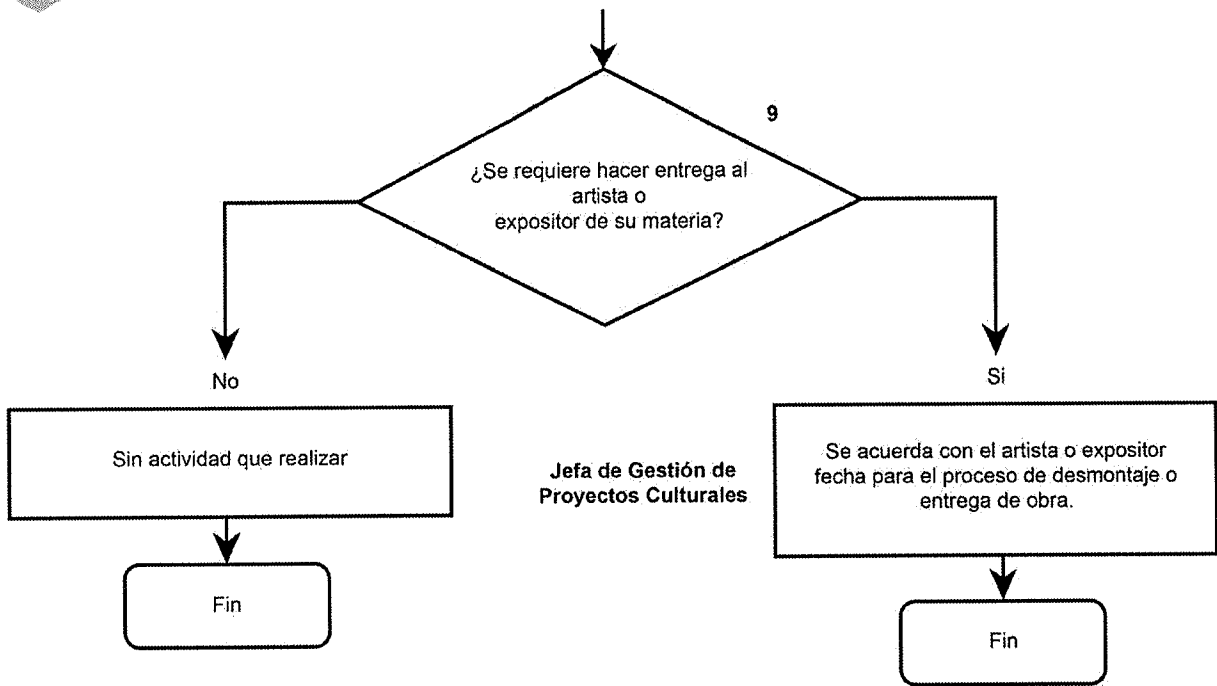 9
¿Se requiere hacer entrega al
artista o
expositor de su materia?
No
Si
Sin actividad que realizar
Jefa de Gestión de
Proyectos Culturales
Se acuerda con el artista o expositor
fecha para el proceso de desmontaje o
entrega de obra.
Fin
Fin